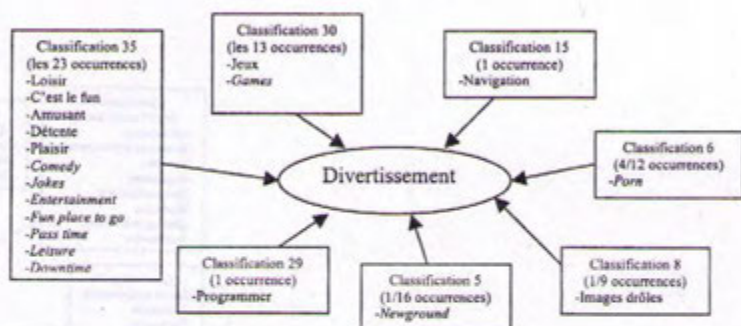 Classification 35
(les 23 occurrences)
-Loisir
-C'est le fun
-Amusant
-Détente
-Plaisir
-Comedy
-Jokes
-Entertainment
-Fun place to go
-Pass time
-Leisure
-Downtime
Classification 30
(les 13 occurrences)
-Jeux
-Games
Classification 15
(1 occurrence)
-Navigation
Classification 6
(4/12 occurrences)
-Porn
Divertissement
Classification 29
(1 occurrence)
-Programmer
Classification 5
(1/16 occurrences)
-Newground
Classification 8
(1/9 occurrences)
-Images drôles